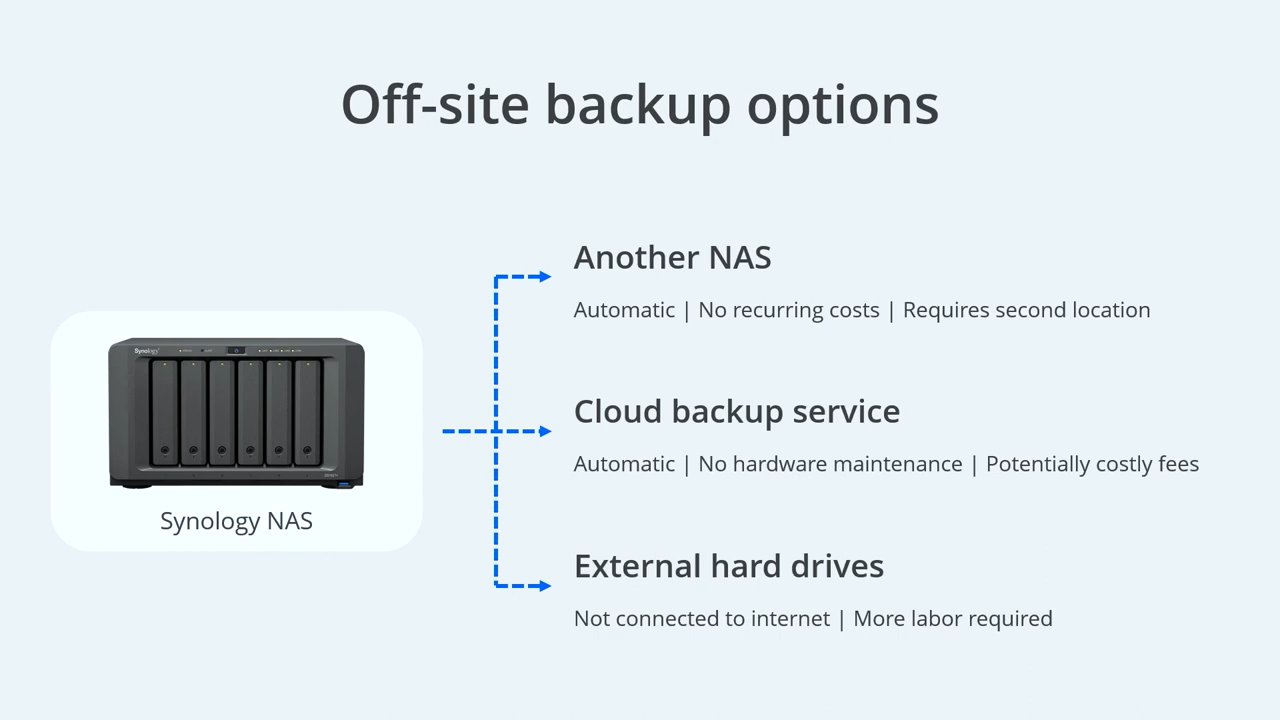 Off-site backup options
Another NAS
Automatic | No recurring costs | Requires second location
Synology
Cloud backup service
Automatic | No hardware maintenance | Potentially costly fees
Synology NAS
External hard drives
Not connected to internet | More labor required